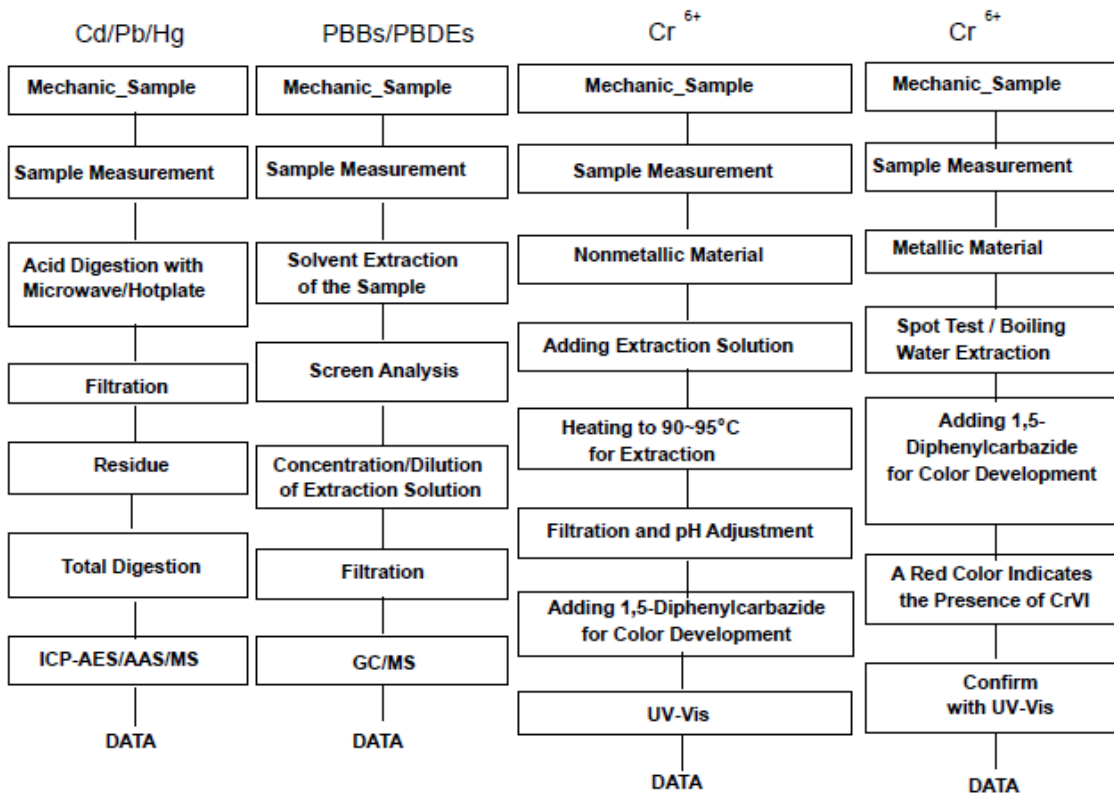 Cd/Pb/Hg
Mechanic_Sample
Sample Measurement
Acid Digestion with
Microwave/Hotplate
Filtration
Residue
Total Digestion
ICP-AES/AAS/MS
DATA
PBBs/PBDEs
Mechanic_Sample
Sample Measurement
Solvent Extraction
of the Sample
Screen Analysis
Concentration/Dilution
of Extraction Solution
Filtration
GC/MS
DATA
Cr 6+
Mechanic_Sample
Sample Measurement
Nonmetallic Material
Adding Extraction Solution
Heating to 90~95°C
for Extraction
Filtration and pH Adjustment
Adding 1,5-Diphenylcarbazide
for Color Development
UV-Vis
DATA
Cr 6+
Mechanic_Sample
Sample Measurement
Metallic Material
Spot Test / Boiling
Water Extraction
Adding 1,5-
Diphenylcarbazide
for Color Development
A Red Color Indicates
the Presence of CrVI
Confirm
with UV-Vis
DATA